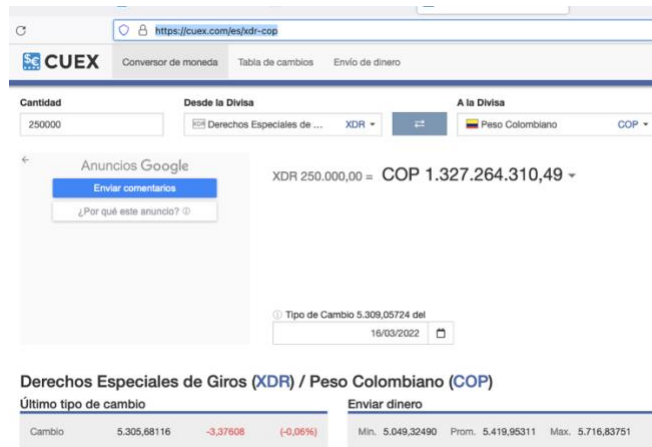 https://cuex.com/es/xdr-cop
CUEX Conversor de moneda Tabla de cambios Envío de dinero
Cantidad Desde la Divisa A la Divisa
250000 Derechos Especiales de ... XDR Peso Colombiano COP
Anuncios Google
Enviar comentarios
¿Por qué este anuncio?
XDR 250.000,00 = COP 1.327.264.310,49
Tipo de Cambio 5.309,05724 del
16/03/2022
Derechos Especiales de Giros (XDR) / Peso Colombiano (COP)
Último tipo de cambio Enviar dinero
Cambio 5.305,68116 -3,37608 (-0,06%) Min. 5.049,32490 Prom. 5.419,95311 Max. 5.716,83751